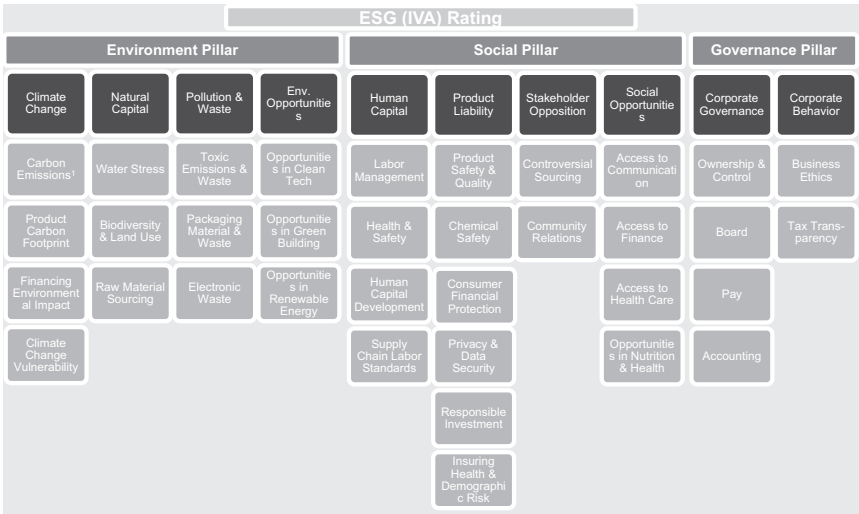 ESG (IVA) Rating
Environment Pillar
Social Pillar
Governance Pillar
Climate
Change
Natural
Capital
Pollution &
Waste
Env.
Opportunitie
s
Human
Capital
Product
Liability
Stakeholder
Opposition
Social
Opportunitie
s
Corporate
Governance
Corporate
Behavior
Carbon
Emissions¹
Water Stress
Toxic
Emissions &
Waste
Opportunitie
s in Clean
Tech
Labor
Management
Product
Safety &
Quality
Controversial
Sourcing
Access to
Communicati
on
Ownership &
Control
Business
Ethics
Product
Carbon
Footprint
Biodiversity
& Land Use
Packaging
Material &
Waste
Opportunitie
s in Green
Building
Health &
Safety
Chemical
Safety
Community
Relations
Access to
Finance
Board
Tax Trans-
parency
Financing
Environment
al Impact
Raw Material
Sourcing
Electronic
Waste
Opportunitie
s in
Renewable
Energy
Human
Capital
Development
Consumer
Financial
Protection
Access to
Health Care
Pay
Climate
Change
Vulnerability
Supply
Chain Labor
Standards
Privacy &
Data
Security
Opportunitie
s in Nutrition
& Health
Accounting
Responsible
Investment
Insuring
Health &
Demographi
c Risk